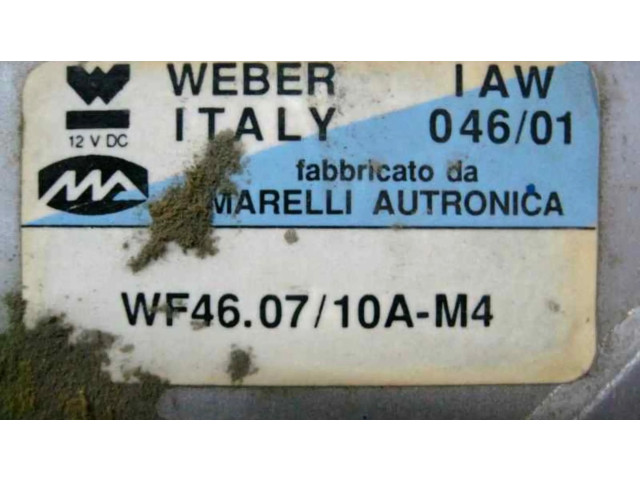 WEBER IAW
ITALY 046/01
12 V DC
fabbricato da
MARELLI AUTRONICA
WF46.07/10A-M4